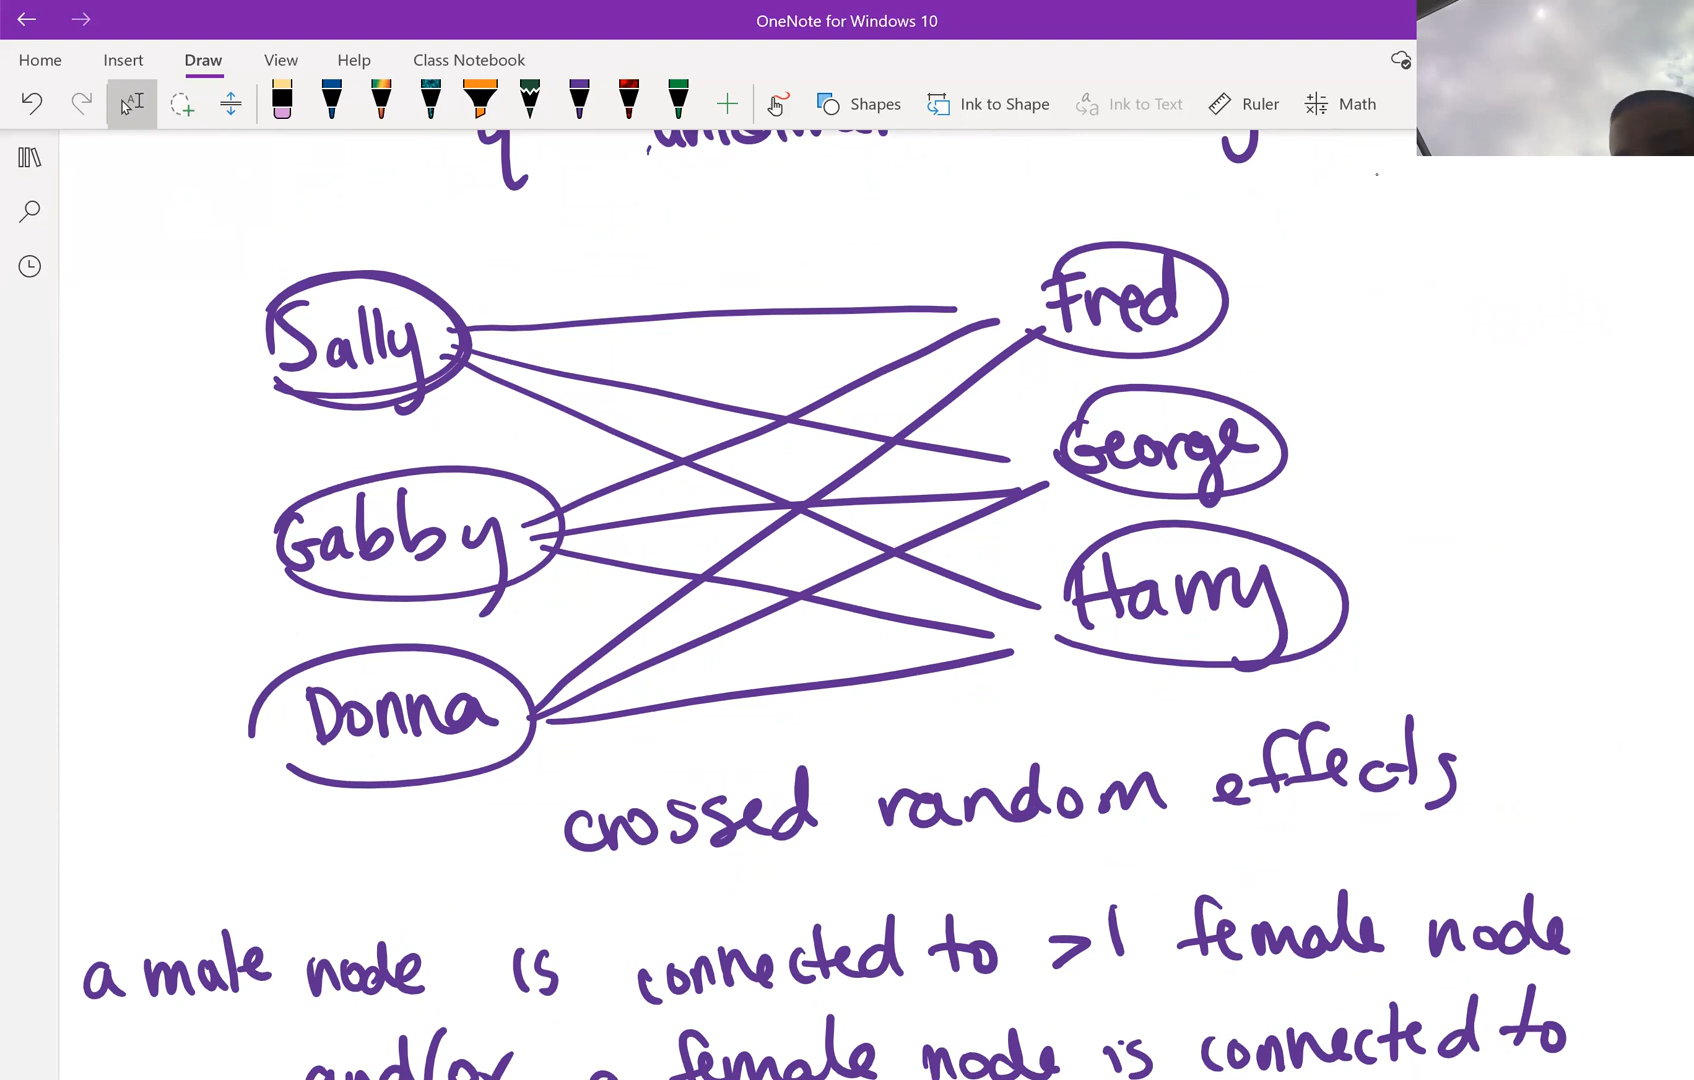 OneNote for Windows 10
Home Insert Draw View Help Class Notebook
Shapes Ink to Shape Ink to Text Ruler Math
Sally
Fred
George
Gabby
Harry
Donna
crossed random effects
a male node is connected to >1 female node
and/or a female node is connected to